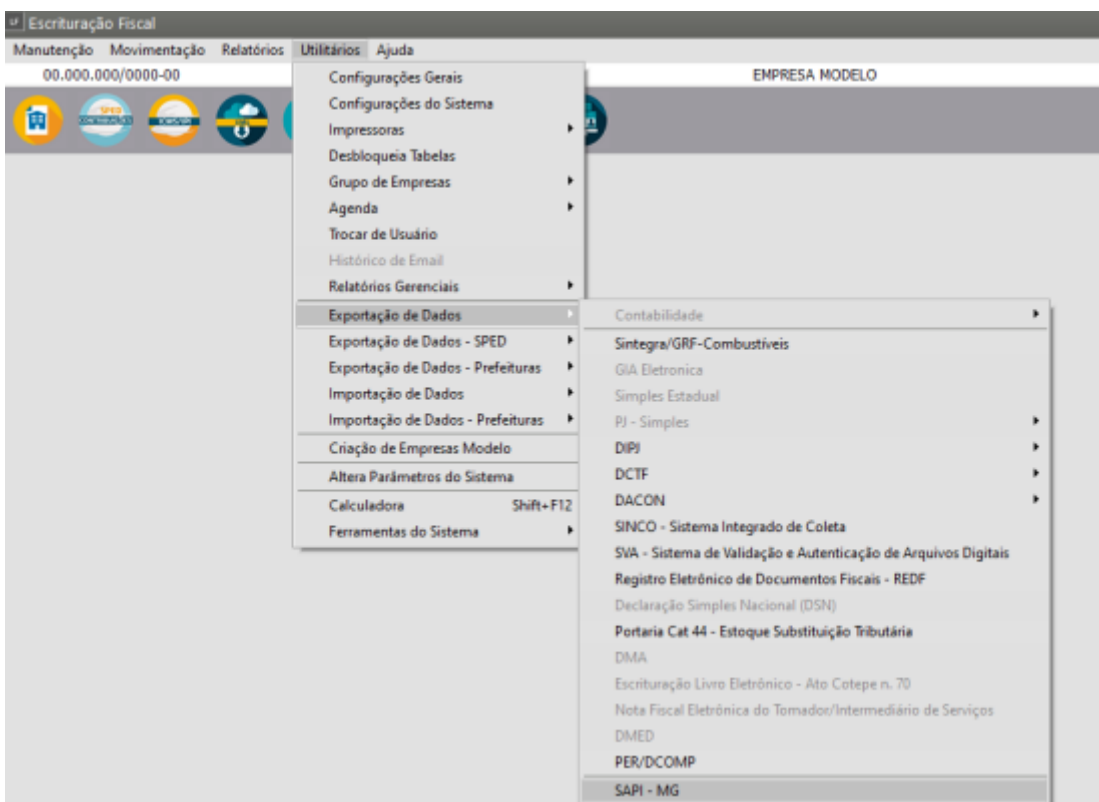 Escrituração Fiscal
Manutenção Movimentação Relatórios Utilitários Ajuda
00.000.000/0000-00 EMPRESA MODELO
SPED
CONTRIBUIÇÕES
Configurações Gerais
Configurações do Sistema
Impressoras
Desbloqueia Tabelas
Grupo de Empresas
Agenda
Trocar de Usuário
Histórico de Email
Relatórios Gerenciais
Exportação de Dados
Exportação de Dados - SPED
Exportação de Dados - Prefeituras
Importação de Dados
Importação de Dados - Prefeituras
Criação de Empresas Modelo
Altera Parâmetros do Sistema
Calculadora Shift+F12
Ferramentas do Sistema
Contabilidade
Sintegra/GRF-Combustíveis
GIA Eletronica
Simples Estadual
PJ - Simples
DIPJ
DCTF
DACON
SINCO - Sistema Integrado de Coleta
SVA - Sistema de Validação e Autenticação de Arquivos Digitais
Registro Eletrônico de Documentos Fiscais - REDF
Declaração Simples Nacional (DSN)
Portaria Cat 44 - Estoque Substituição Tributária
DMA
Escrituração Livro Eletrônico - Ato Cotepe n. 70
Nota Fiscal Eletrônica do Tomador/Intermediário de Serviços
DMED
PER/DCOMP
SAPI - MG